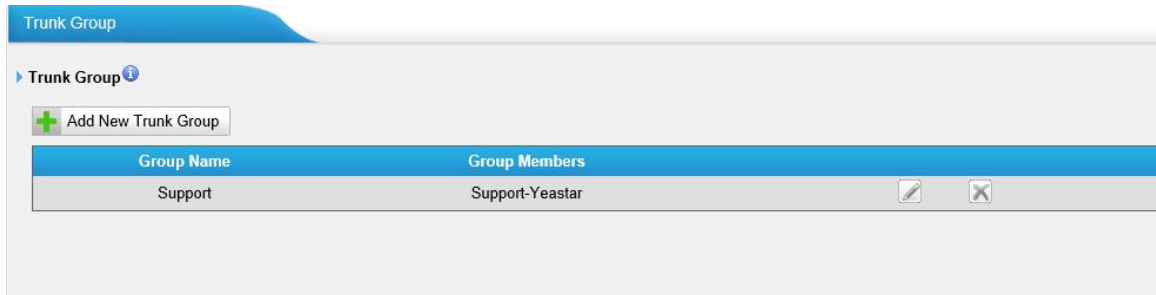 Trunk Group
Trunk Group
Add New Trunk Group
Group Name Group Members
Support Support-Yeastar